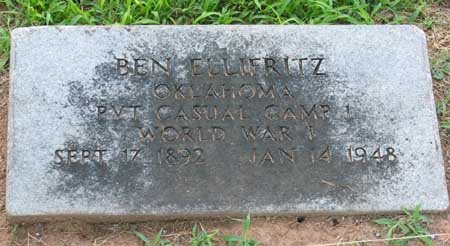 BEN ELLIFRITZ
OKLAHOMA
PVT CASUAL CAMP 1
WORLD WAR I
SEPT 17 1892 JAN 14 1948